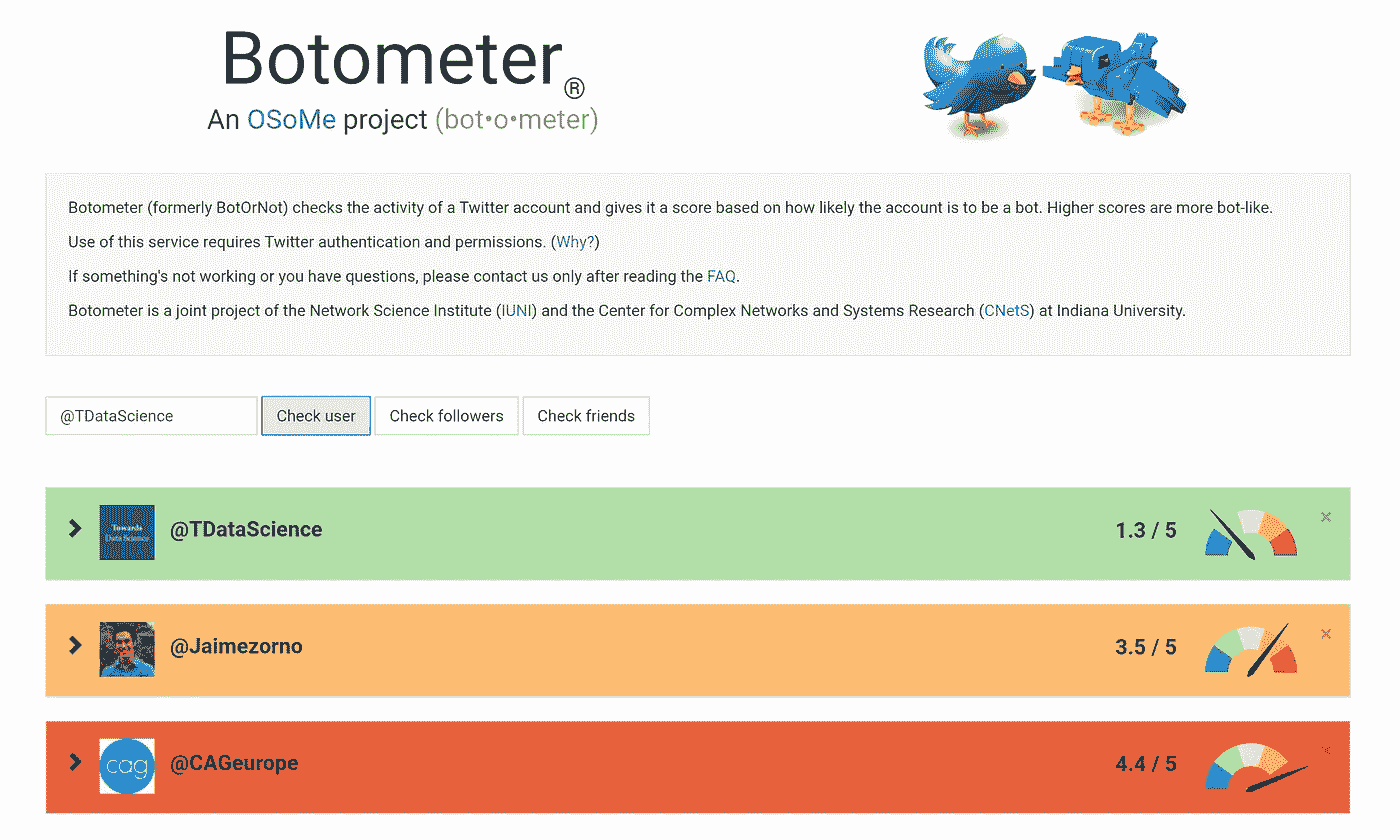 Botometer®
An OSoMe project (bot•o•meter)
Botometer (formerly BotOrNot) checks the activity of a Twitter account and gives it a score based on how likely the account is to be a bot. Higher scores are more bot-like.
Use of this service requires Twitter authentication and permissions. (Why?)
If something's not working or you have questions, please contact us only after reading the FAQ.
Botometer is a joint project of the Network Science Institute (IUNI) and the Center for Complex Networks and Systems Research (CNetS) at Indiana University.
@TDataScience Check user Check followers Check friends
Towards
Data Science
@TDataScience 1.3 / 5 ×
@Jaimezorno 3.5 / 5 ×
cag @CAGeurope 4.4 / 5